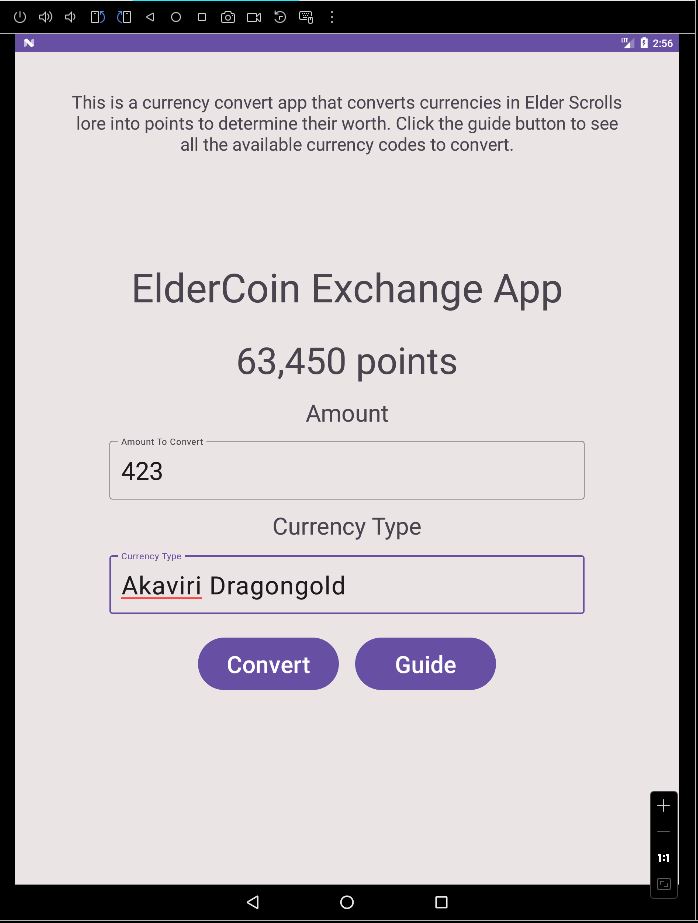 2:56
This is a currency convert app that converts currencies in Elder Scrolls
lore into points to determine their worth. Click the guide button to see
all the available currency codes to convert.
ElderCoin Exchange App
63,450 points
Amount
Amount To Convert
423
Currency Type
Currency Type
Akaviri Dragongold
Convert
Guide
1:1